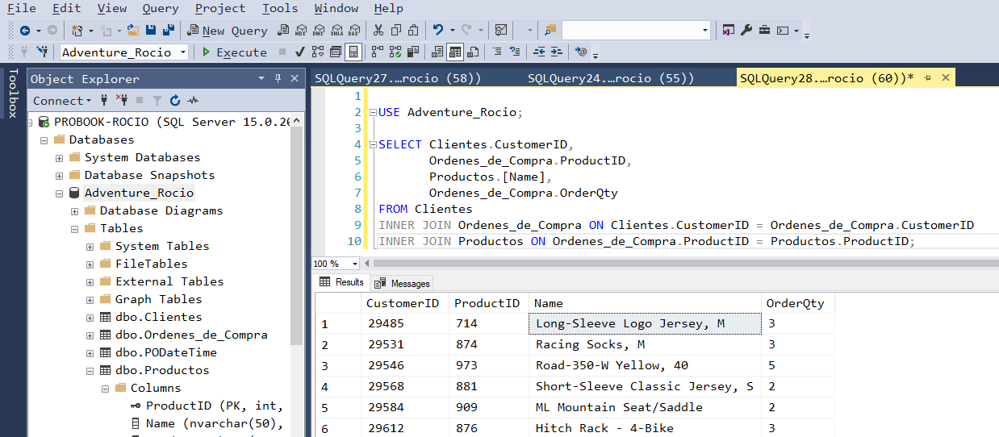 File Edit View Query Project Tools Window Help
New Query MDX DMX XMLA DAX
Adventure_Rocio Execute
Toolbox
Object Explorer
Connect
PROBOOK-ROCIO (SQL Server 15.0.20
Databases
System Databases
Database Snapshots
Adventure_Rocio
Database Diagrams
Tables
System Tables
FileTables
External Tables
Graph Tables
dbo.Clientes
dbo.Ordenes_de_Compra
dbo.PODateTime
dbo.Productos
Columns
ProductID (PK, int,
Name (nvarchar(50),
SQLQuery27....rocio (58)) SQLQuery24....rocio (55)) SQLQuery28....rocio (60))*
1
2 USE Adventure_Rocio;
3
4 SELECT Clientes.CustomerID,
5 Ordenes_de_Compra.ProductID,
6 Productos.[Name],
7 Ordenes_de_Compra.OrderQty
8 FROM Clientes
9 INNER JOIN Ordenes_de_Compra ON Clientes.CustomerID = Ordenes_de_Compra.CustomerID
10 INNER JOIN Productos ON Ordenes_de_Compra.ProductID = Productos.ProductID;
100 %
Results Messages
CustomerID ProductID Name OrderQty
1 29485 714 Long-Sleeve Logo Jersey, M 3
2 29531 874 Racing Socks, M 3
3 29546 973 Road-350-W Yellow, 40 5
4 29568 881 Short-Sleeve Classic Jersey, S 2
5 29584 909 ML Mountain Seat/Saddle 2
6 29612 876 Hitch Rack - 4-Bike 3